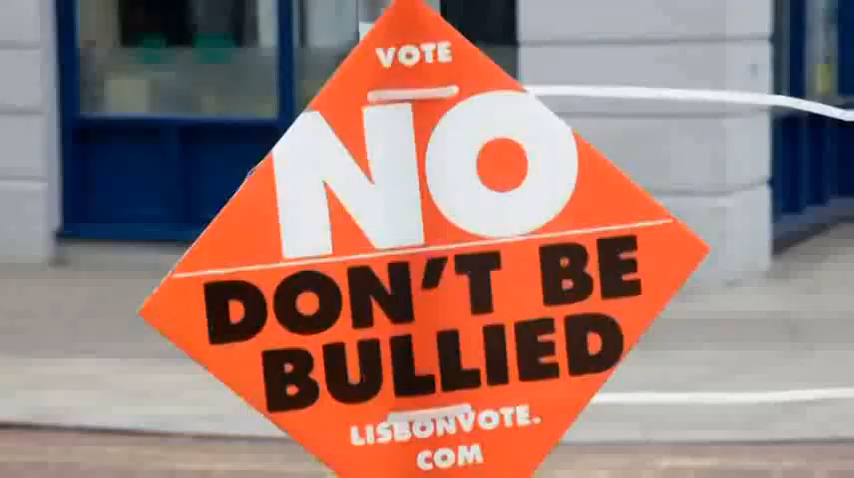 VOTE
NO
DON'T BE
BULLIED
LISBONVOTE.
COM